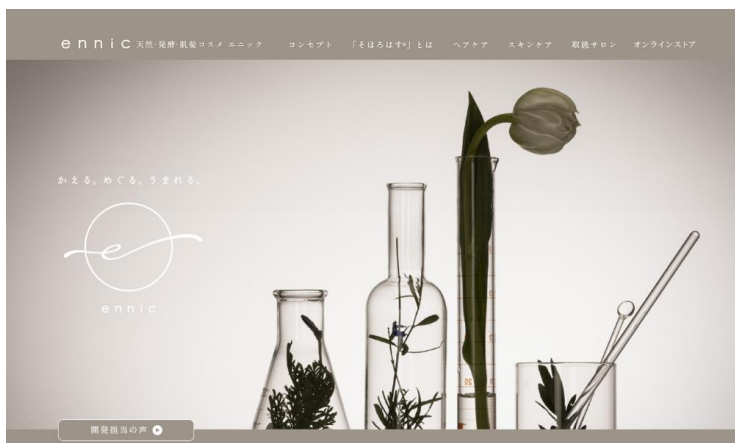 ennic 天然・発酵・肌髪コスメ エニック コンセプト 「そほろはす®」とは ヘアケア スキンケア 取扱サロン オンラインストア
かえる。めぐる。うまれる。
e
ennic
20 20
開発担当の声